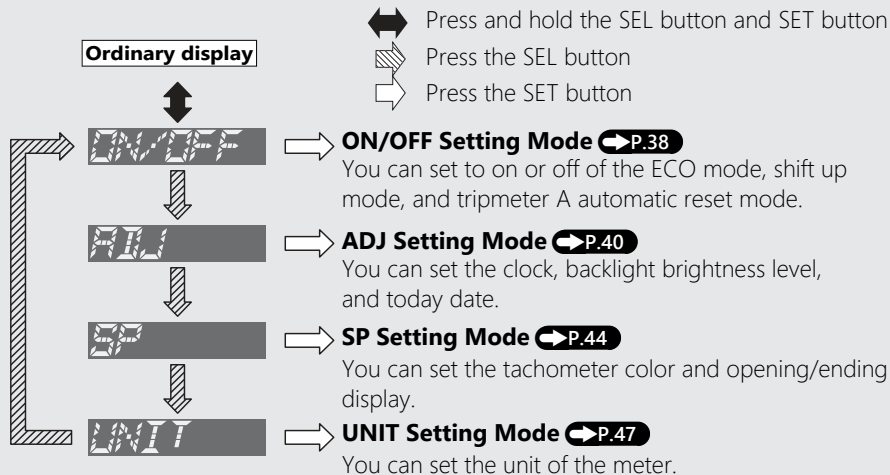 Press and hold the SEL button and SET button
Ordinary display
Press the SEL button
Press the SET button
ON/OFF
ON/OFF Setting Mode P.38
You can set to on or off of the ECO mode, shift up
mode, and tripmeter A automatic reset mode.
ADJ
ADJ Setting Mode P.40
You can set the clock, backlight brightness level,
and today date.
SP
SP Setting Mode P.44
You can set the tachometer color and opening/ending
display.
UNIT
UNIT Setting Mode P.47
You can set the unit of the meter.